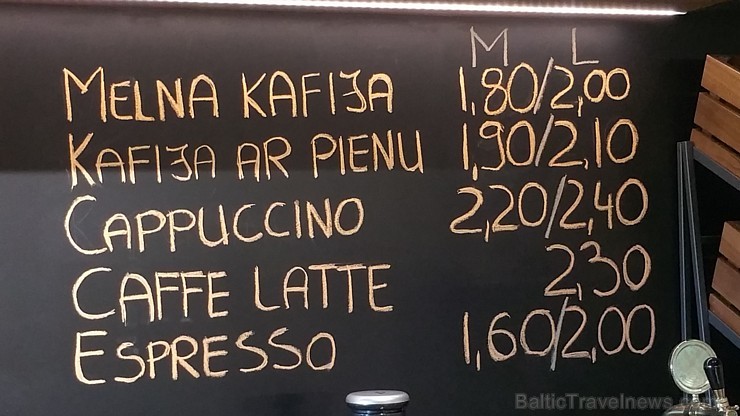 M L
MELNA KAFIJA 1,80/2,00
KAFIJA AR PIENU 1,90/2,10
CAPPUCCINO 2,20/2,40
CAFFE LATTE 2,30
ESPRESSO 1,60/2,00
BalticTravelnews.com